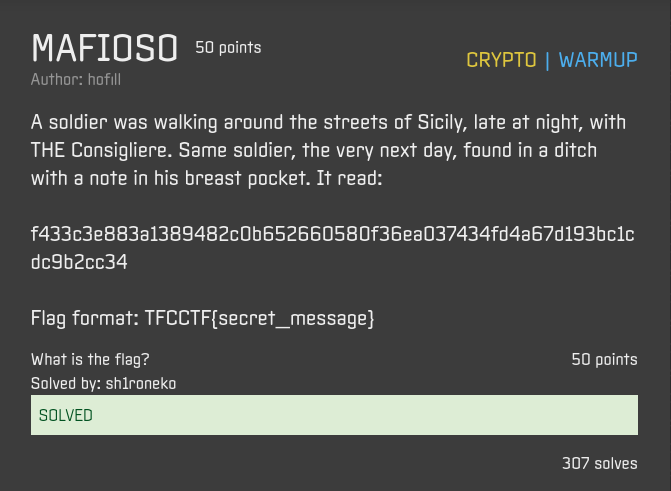 MAFIOSO 50 points
Author: hofill
CRYPTO | WARMUP
A soldier was walking around the streets of Sicily, late at night, with
THE Consigliere. Same soldier, the very next day, found in a ditch
with a note in his breast pocket. It read:
f433c3e883a1389482c0b652660580f36ea037434fd4a67d193bc1c
dc9b2cc34
Flag format: TFCCTF{secret_message}
What is the flag? 50 points
Solved by: sh1roneko
SOLVED
307 solves